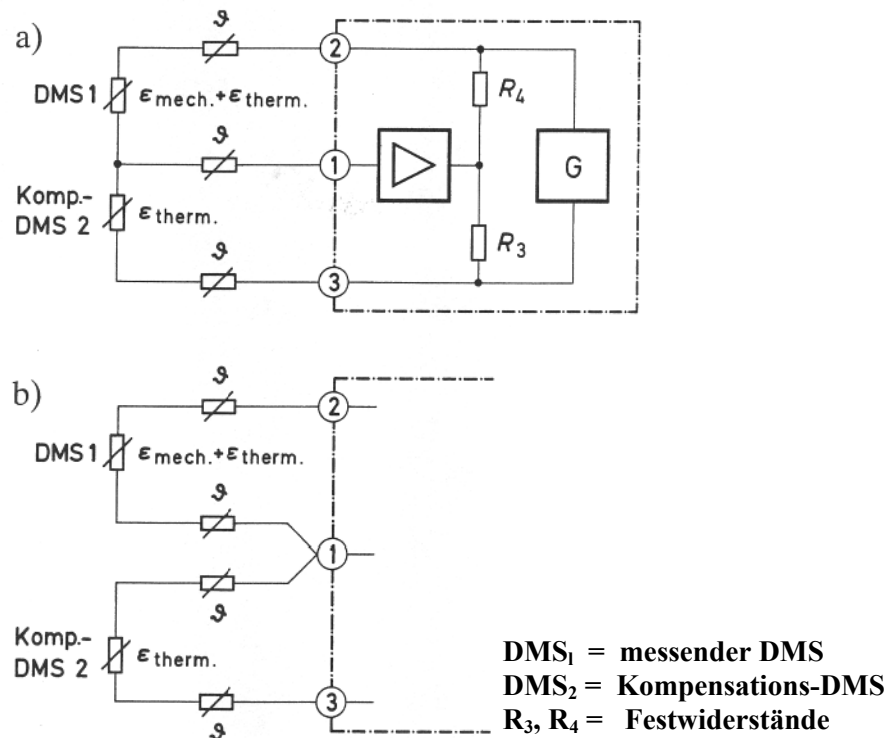 a)
ϑ
2
DMS 1
ε mech. + ε therm.
R4
ϑ
1
G
Komp.-
DMS 2
ε therm.
R3
ϑ
3
b)
ϑ
2
DMS 1
ε mech. + ε therm.
ϑ
1
ϑ
Komp.-
DMS 2
ε therm.
3
ϑ
DMSl = messender DMS
DMS2 = Kompensations-DMS
R3, R4 = Festwiderstände